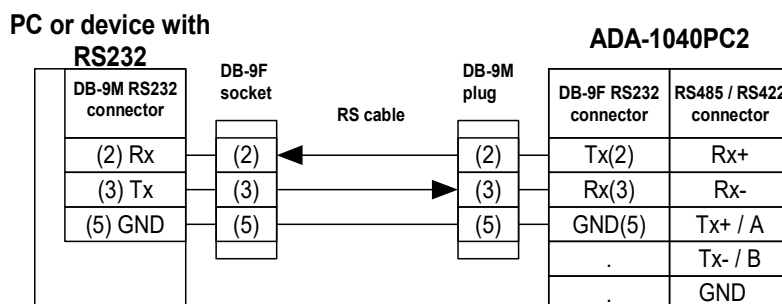 PC or device with
RS232
ADA-1040PC2
DB-9M RS232
connector
DB-9F
socket
RS cable
DB-9M
plug
DB-9F RS232
connector
RS485 / RS422
connector
(2) Rx
(2)
(2)
Tx(2)
Rx+
(3) Tx
(3)
(3)
Rx(3)
Rx-
(5) GND
(5)
(5)
GND(5)
Tx+ / A
.
Tx- / B
.
GND